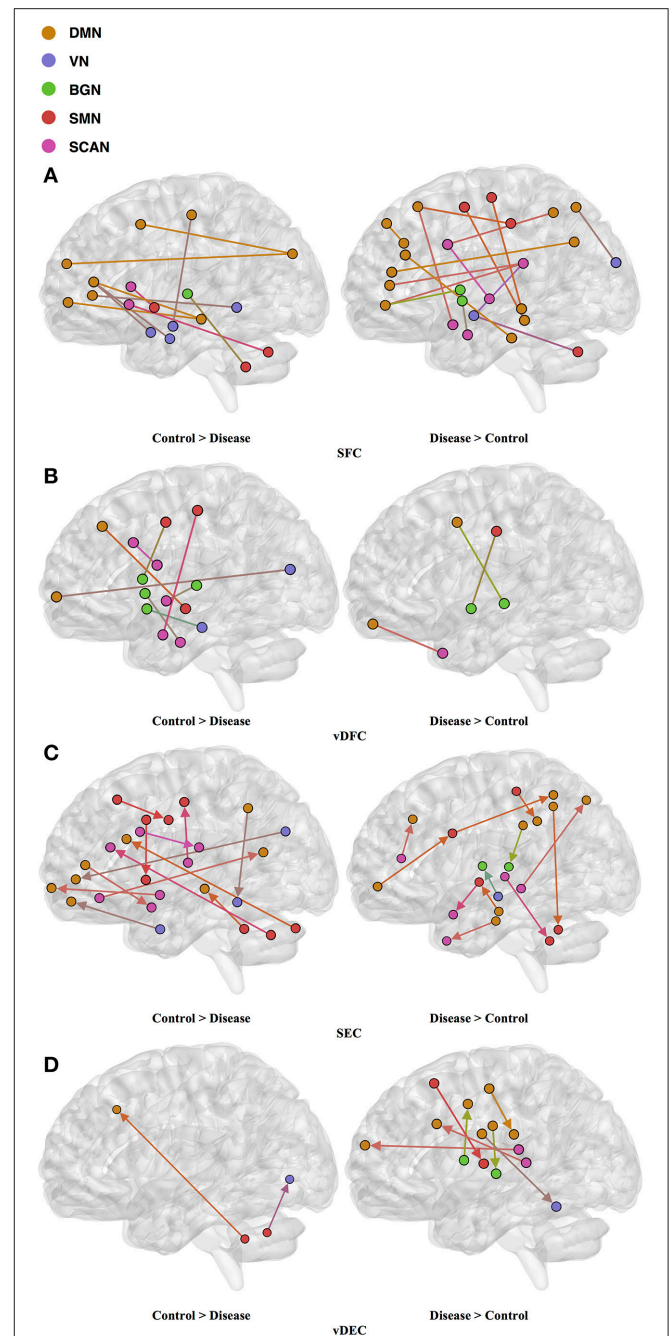 DMN
VN
BGN
SMN
SCAN
A
Control > Disease
Disease > Control
SFC
B
Control > Disease
Disease > Control
vDFC
C
Control > Disease
Disease > Control
SEC
D
Control > Disease
Disease > Control
vDEC